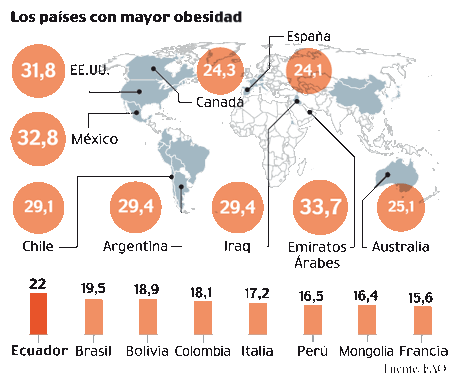 Los países con mayor obesidad
España
31,8
EE.UU.
24,3
24,1
Canadá
32,8
México
29,1
29,4
29,4
33,7
25,1
Chile
Argentina
Iraq
Emiratos
Árabes
Australia
22
19,5
18,9
18,1
17,2
16,5
16,4
15,6
Ecuador
Brasil
Bolivia
Colombia
Italia
Perú
Mongolia
Francia
Fuente: FAO